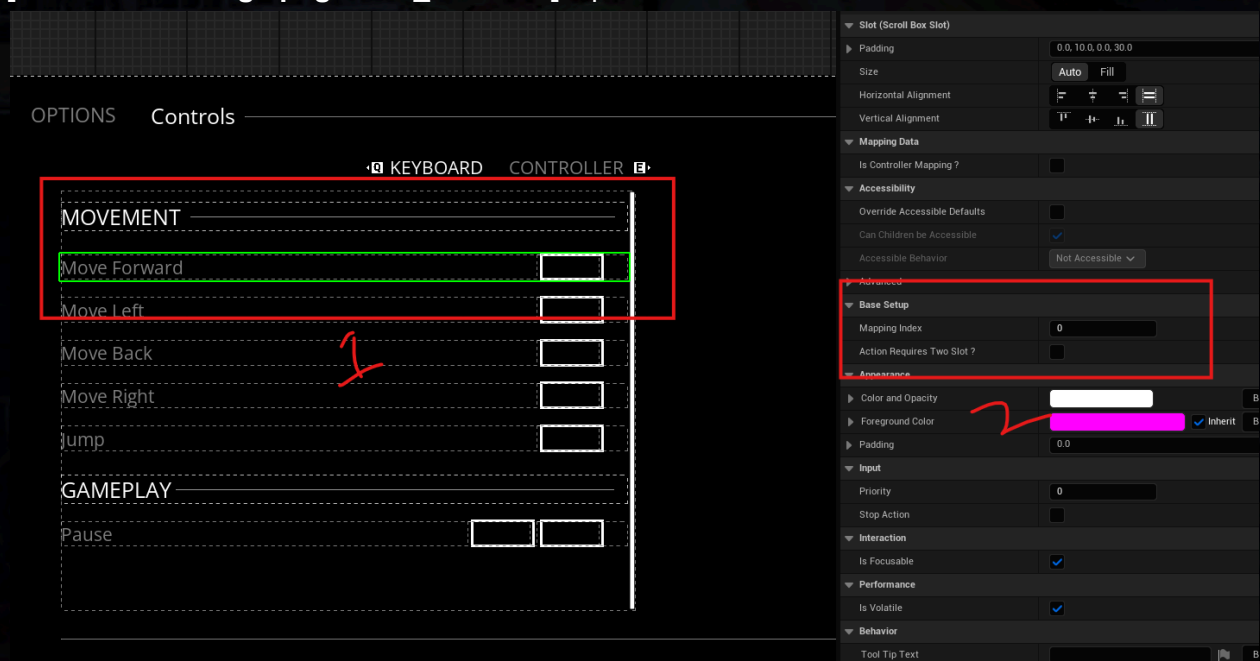 OPTIONS Controls
Q KEYBOARD CONTROLLER E
MOVEMENT
Move Forward
Move Left
Move Back
Move Right
Jump
GAMEPLAY
Pause
1
Slot (Scroll Box Slot)
Padding 0.0, 10.0, 0.0, 30.0
Size Auto Fill
Horizontal Alignment
Vertical Alignment
Mapping Data
Is Controller Mapping ?
Accessibility
Override Accessible Defaults
Can Children be Accessible
Accessible Behavior Not Accessible
Advanced
Base Setup
Mapping Index 0
Action Requires Two Slot ?
Appearance
Color and Opacity B
Foreground Color Inherit B
Padding 0.0
2
Input
Priority 0
Stop Action
Interaction
Is Focusable
Performance
Is Volatile
Behavior
Tool Tip Text B